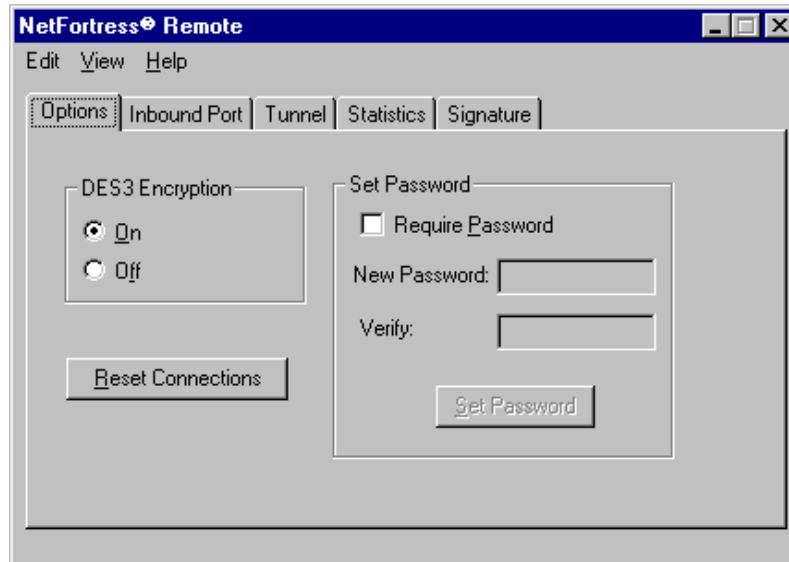 NetFortress® Remote
Edit View Help
Options Inbound Port Tunnel Statistics Signature
DES3 Encryption
On
Off
Reset Connections
Set Password
Require Password
New Password:
Verify:
Set Password